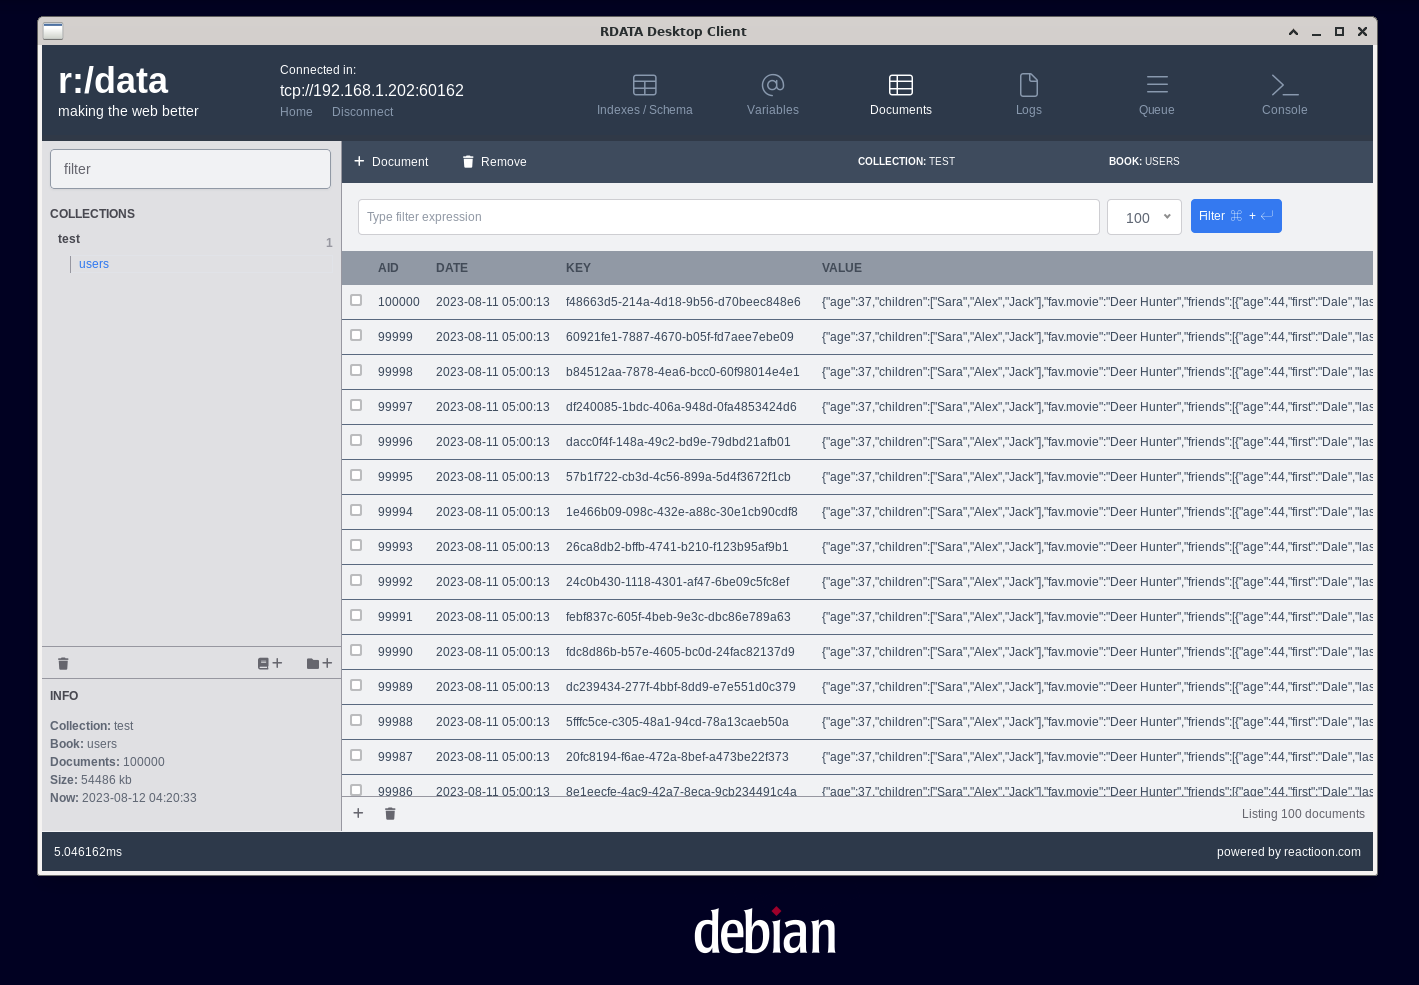 RDATA Desktop Client
r:/data
making the web better
Connected in:
tcp://192.168.1.202:60162
Home Disconnect
Indexes / Schema
Variables
Documents
Logs
Queue
Console
filter
COLLECTIONS
test 1
users
+ Document Remove COLLECTION: TEST BOOK: USERS
Type filter expression 100 Filter ⌘ + ↵
AID DATE KEY VALUE
100000 2023-08-11 05:00:13 f48663d5-214a-4d18-9b56-d70beec848e6 {"age":37,"children":["Sara","Alex","Jack"],"fav.movie":"Deer Hunter","friends":[{"age":44,"first":"Dale","las
99999 2023-08-11 05:00:13 60921fe1-7887-4670-b05f-fd7aee7ebe09 {"age":37,"children":["Sara","Alex","Jack"],"fav.movie":"Deer Hunter","friends":[{"age":44,"first":"Dale","las
99998 2023-08-11 05:00:13 b84512aa-7878-4ea6-bcc0-60f98014e4e1 {"age":37,"children":["Sara","Alex","Jack"],"fav.movie":"Deer Hunter","friends":[{"age":44,"first":"Dale","las
99997 2023-08-11 05:00:13 df240085-1bdc-406a-948d-0fa4853424d6 {"age":37,"children":["Sara","Alex","Jack"],"fav.movie":"Deer Hunter","friends":[{"age":44,"first":"Dale","las
99996 2023-08-11 05:00:13 dacc0f4f-148a-49c2-bd9e-79dbd21afb01 {"age":37,"children":["Sara","Alex","Jack"],"fav.movie":"Deer Hunter","friends":[{"age":44,"first":"Dale","las
99995 2023-08-11 05:00:13 57b1f722-cb3d-4c56-899a-5d4f3672f1cb {"age":37,"children":["Sara","Alex","Jack"],"fav.movie":"Deer Hunter","friends":[{"age":44,"first":"Dale","las
99994 2023-08-11 05:00:13 1e466b09-098c-432e-a88c-30e1cb90cdf8 {"age":37,"children":["Sara","Alex","Jack"],"fav.movie":"Deer Hunter","friends":[{"age":44,"first":"Dale","las
99993 2023-08-11 05:00:13 26ca8db2-bffb-4741-b210-f123b95af9b1 {"age":37,"children":["Sara","Alex","Jack"],"fav.movie":"Deer Hunter","friends":[{"age":44,"first":"Dale","las
99992 2023-08-11 05:00:13 24c0b430-1118-4301-af47-6be09c5fc8ef {"age":37,"children":["Sara","Alex","Jack"],"fav.movie":"Deer Hunter","friends":[{"age":44,"first":"Dale","las
99991 2023-08-11 05:00:13 febf837c-605f-4beb-9e3c-dbc86e789a63 {"age":37,"children":["Sara","Alex","Jack"],"fav.movie":"Deer Hunter","friends":[{"age":44,"first":"Dale","las
99990 2023-08-11 05:00:13 fdc8d86b-b57e-4605-bc0d-24fac82137d9 {"age":37,"children":["Sara","Alex","Jack"],"fav.movie":"Deer Hunter","friends":[{"age":44,"first":"Dale","las
99989 2023-08-11 05:00:13 dc239434-277f-4bbf-8dd9-e7e551d0c379 {"age":37,"children":["Sara","Alex","Jack"],"fav.movie":"Deer Hunter","friends":[{"age":44,"first":"Dale","las
99988 2023-08-11 05:00:13 5fffc5ce-c305-48a1-94cd-78a13caeb50a {"age":37,"children":["Sara","Alex","Jack"],"fav.movie":"Deer Hunter","friends":[{"age":44,"first":"Dale","las
99987 2023-08-11 05:00:13 20fc8194-f6ae-472a-8bef-a473be22f373 {"age":37,"children":["Sara","Alex","Jack"],"fav.movie":"Deer Hunter","friends":[{"age":44,"first":"Dale","las
99986 2023-08-11 05:00:13 8e1eecfe-4ac9-42a7-8eca-9cb234491c4a {"age":37,"children":["Sara","Alex","Jack"],"fav.movie":"Deer Hunter","friends":[{"age":44,"first":"Dale","las
INFO
Collection: test
Book: users
Documents: 100000
Size: 54486 kb
Now: 2023-08-12 04:20:33
Listing 100 documents
5.046162ms
powered by reactioon.com
debian